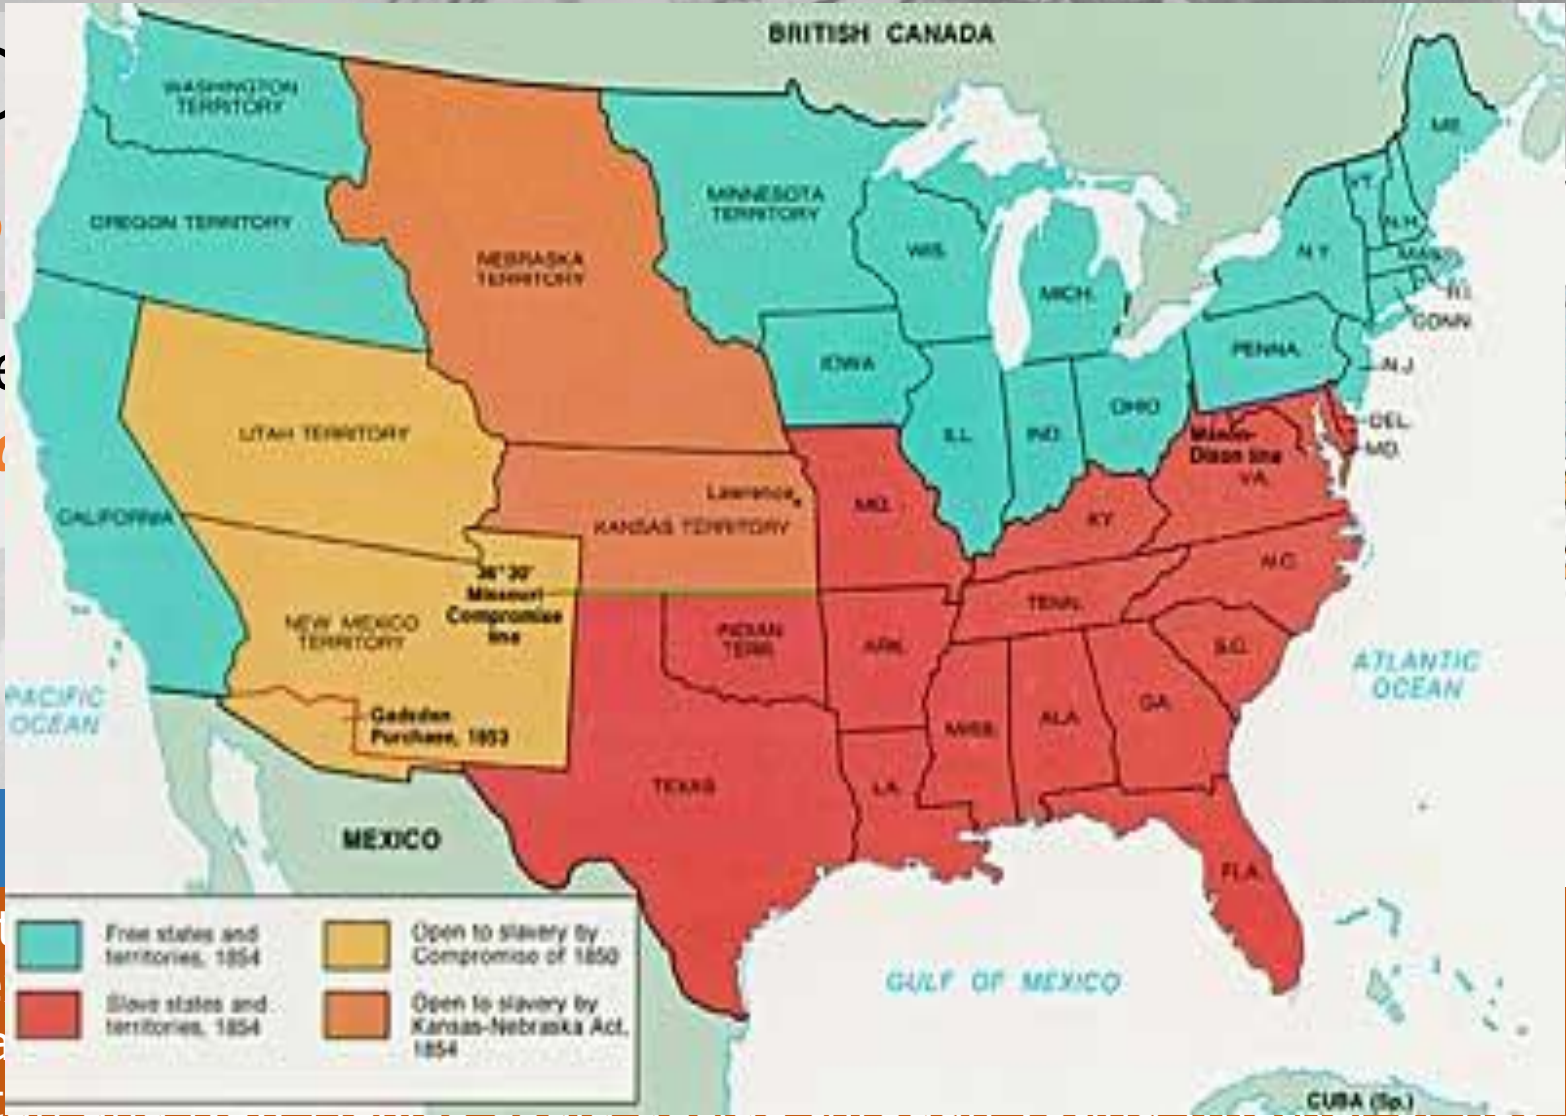 BRITISH CANADA
WASHINGTON
TERRITORY
ME.
VT.
N.H.
OREGON TERRITORY
MINNESOTA
TERRITORY
NEBRASKA
TERRITORY
WIS.
N.Y.
MASS.
MICH.
R.I.
CONN.
IOWA
PENNA.
N.J.
OHIO
DEL.
UTAH TERRITORY
ILL.
IND.
Mason-
Dixon line
MD.
VA.
Lawrence
MO.
CALIFORNIA
KANSAS TERRITORY
KY.
N.C.
36°30'
Missouri
Compromise
line
NEW MEXICO
TERRITORY
TENN.
INDIAN
TERR.
ARK.
S.C.
ATLANTIC
OCEAN
PACIFIC
OCEAN
Gadsden
Purchase, 1853
MISS.
ALA.
GA.
TEXAS
LA.
MEXICO
FLA.
GULF OF MEXICO
Free states and
territories, 1854
Open to slavery by
Compromise of 1850
Slave states and
territories, 1854
Open to slavery by
Kansas-Nebraska Act,
1854
CUBA (Sp.)